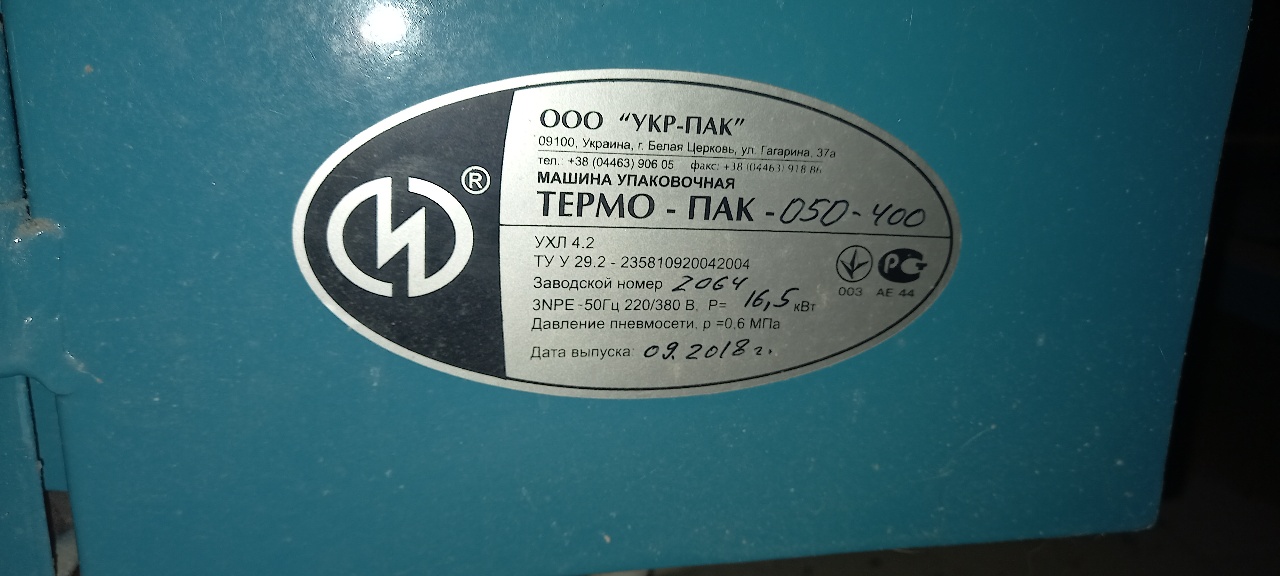 ООО “УКР-ПАК”
09100, Украина, г. Белая Церковь, ул. Гагарина, 37а
тел.: +38 (04463) 906 05 факс: +38 (04463) 918 86
МАШИНА УПАКОВОЧНАЯ
ТЕРМО - ПАК - 050-400
®
УХЛ 4.2
ТУ У 29.2 - 235810920042004
Заводской номер 2064
3NPE -50Гц 220/380 В, Р= 16,5 кВт
Давление пневмосети, р =0,6 МПа
Дата выпуска: 09.2018 г.
003 АЕ 44